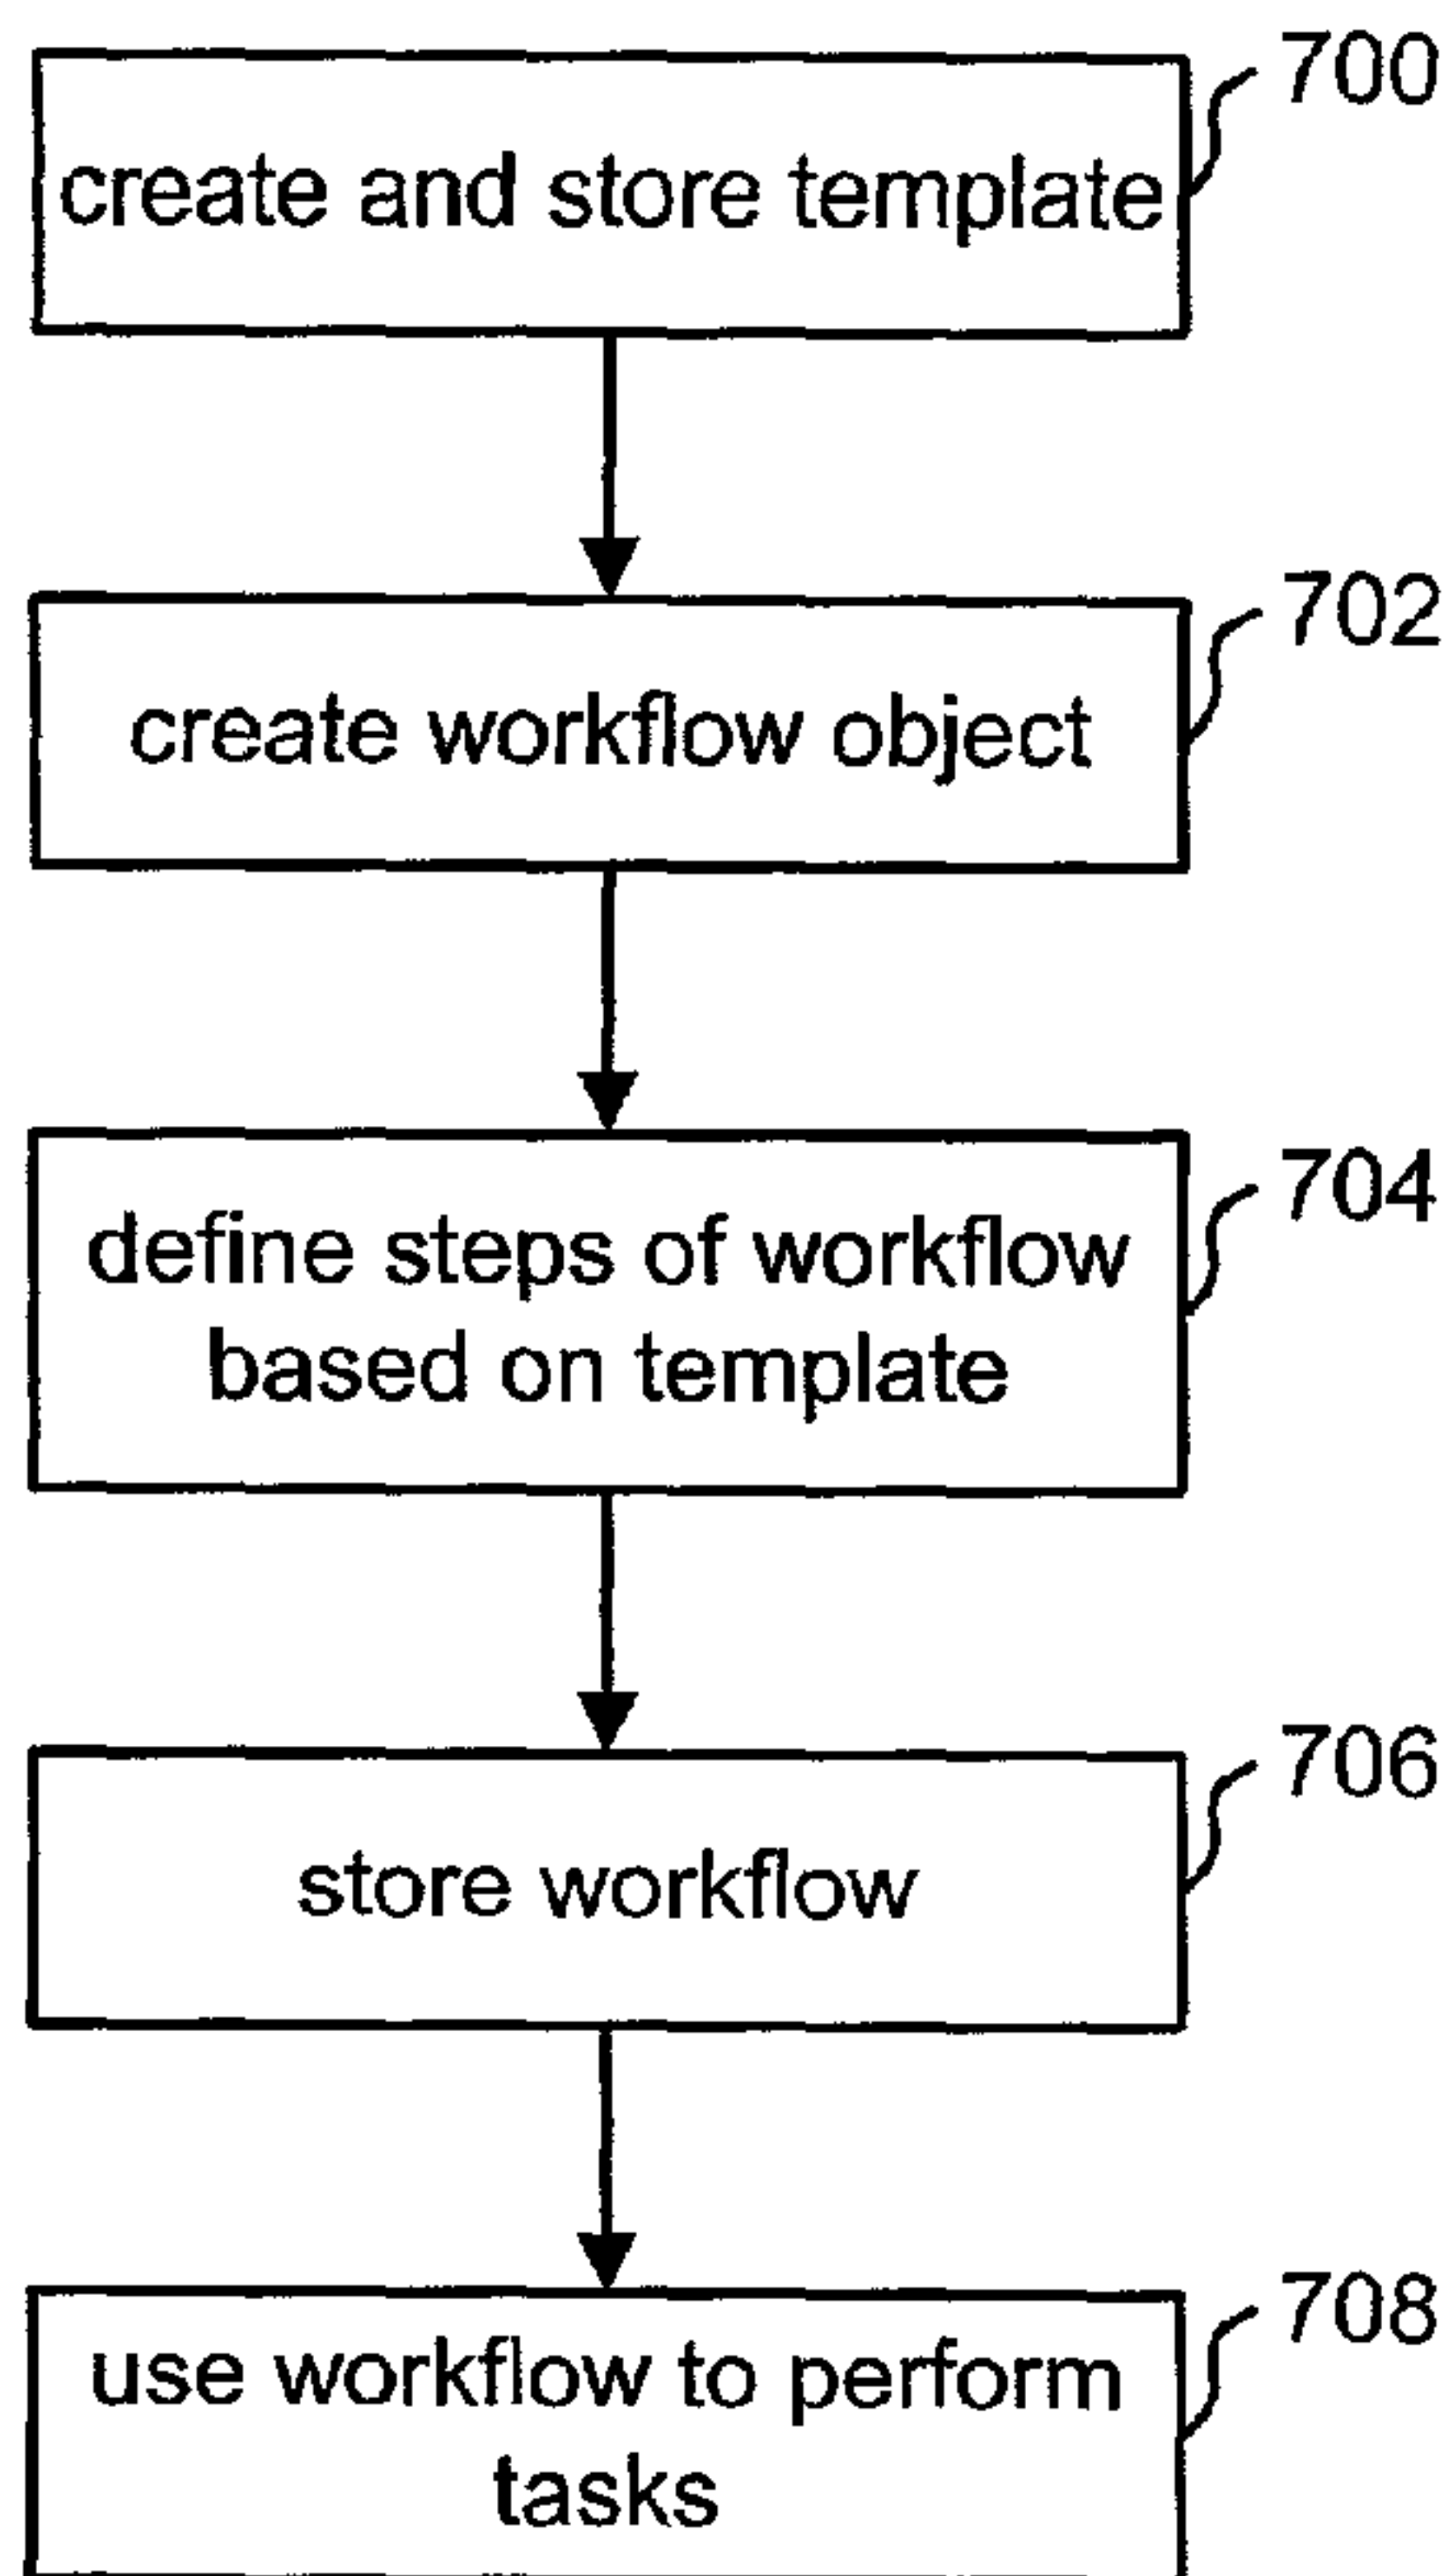 700
create and store template
702
create workflow object
704
define steps of workflow
based on template
706
store workflow
708
use workflow to perform
tasks